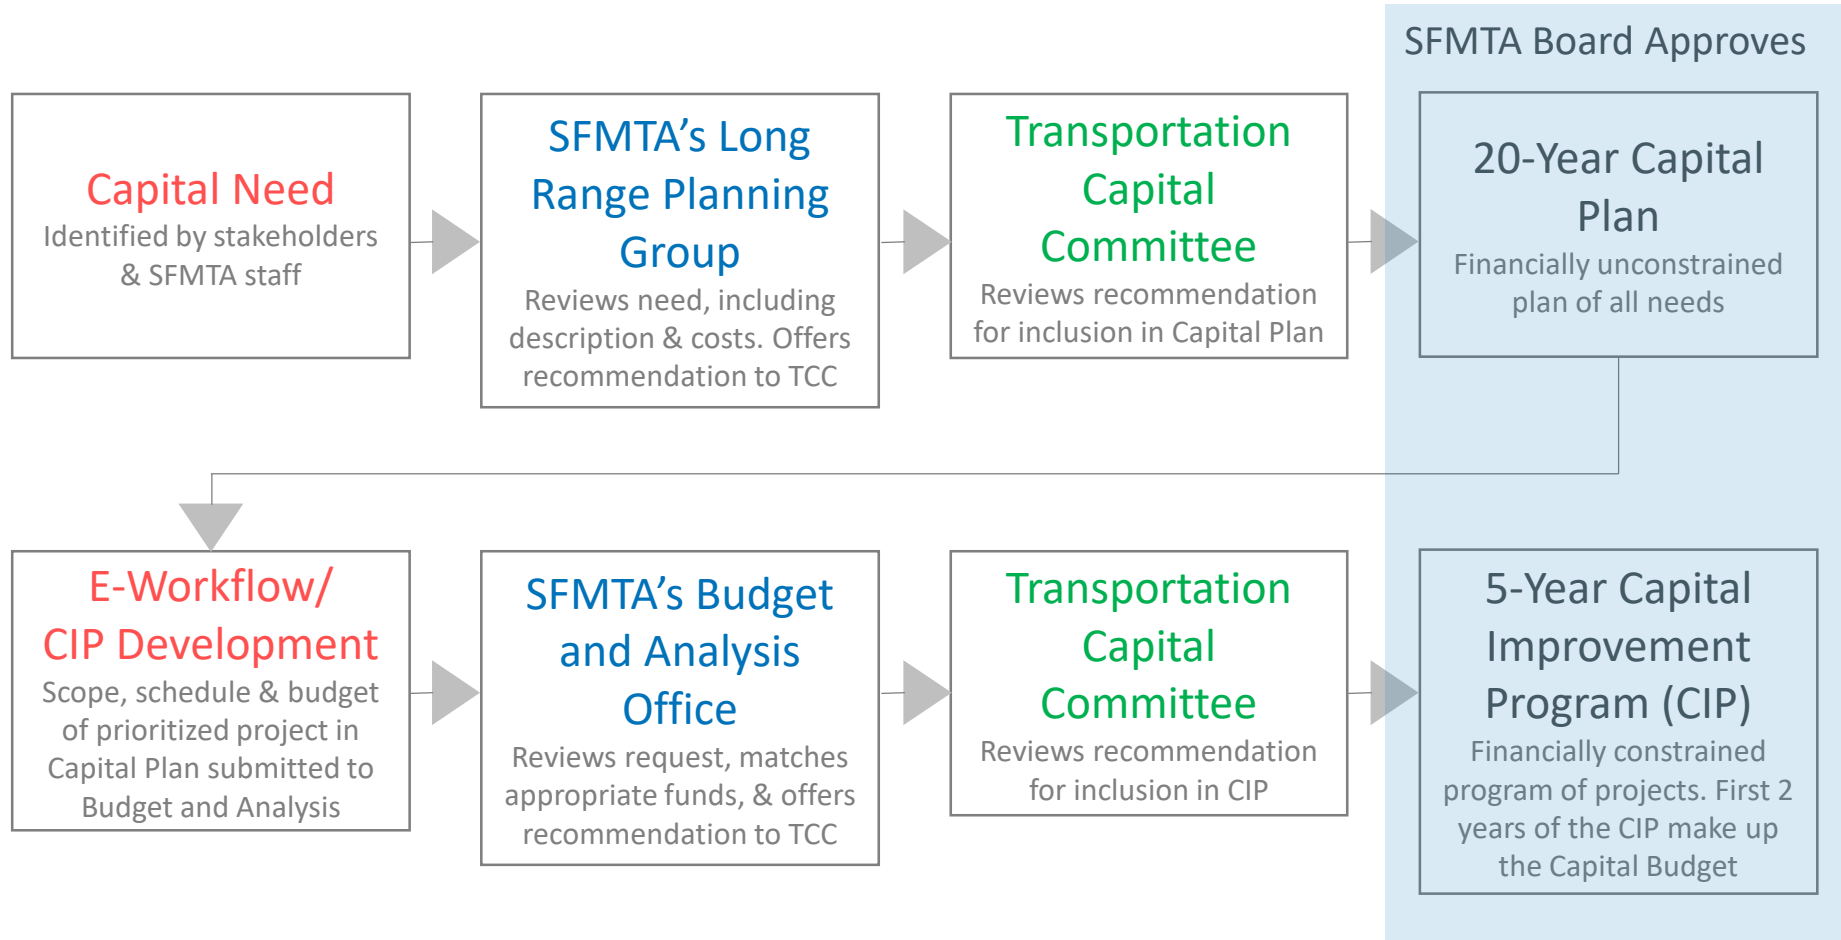 SFMTA Board Approves
Capital Need
Identified by stakeholders
& SFMTA staff
SFMTA’s Long
Range Planning
Group
Reviews need, including
description & costs. Offers
recommendation to TCC
Transportation
Capital
Committee
Reviews recommendation
for inclusion in Capital Plan
20-Year Capital
Plan
Financially unconstrained
plan of all needs
E-Workflow/
CIP Development
Scope, schedule & budget
of prioritized project in
Capital Plan submitted to
Budget and Analysis
SFMTA’s Budget
and Analysis
Office
Reviews request, matches
appropriate funds, & offers
recommendation to TCC
Transportation
Capital
Committee
Reviews recommendation
for inclusion in CIP
5-Year Capital
Improvement
Program (CIP)
Financially constrained
program of projects. First 2
years of the CIP make up
the Capital Budget